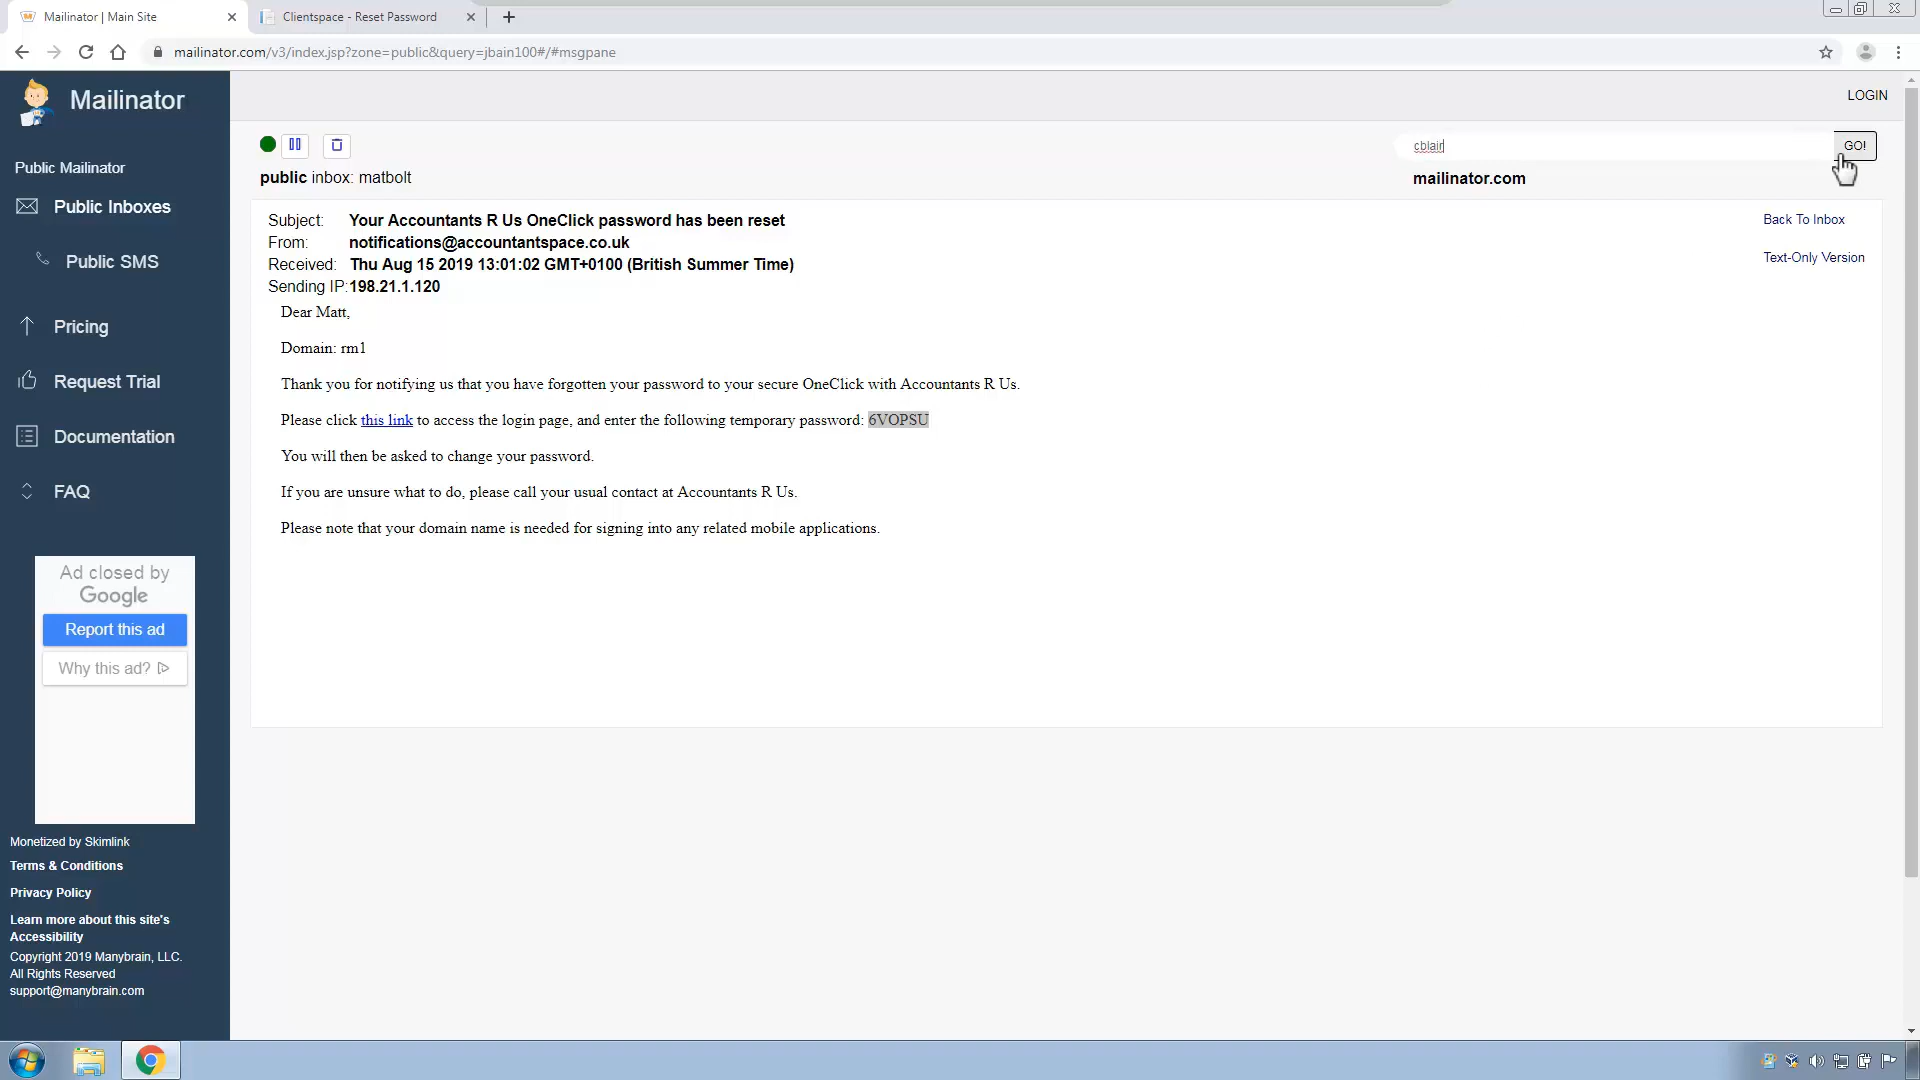 Mailinator | Main Site
Clientspace - Reset Password
mailinator.com/v3/index.jsp?zone=public&query=jbain100#/#msgpane
Mailinator
LOGIN
Public Mailinator
Public Inboxes
Public SMS
Pricing
Request Trial
Documentation
FAQ
cblair
GO!
public inbox: matbolt
mailinator.com
Subject: Your Accountants R Us OneClick password has been reset
Back To Inbox
From: notifications@accountantspace.co.uk
Received: Thu Aug 15 2019 13:01:02 GMT+0100 (British Summer Time)
Text-Only Version
Sending IP: 198.21.1.120
Dear Matt,
Domain: rm1
Thank you for notifying us that you have forgotten your password to your secure OneClick with Accountants R Us.
Please click this link to access the login page, and enter the following temporary password: 6VOPSU
You will then be asked to change your password.
If you are unsure what to do, please call your usual contact at Accountants R Us.
Please note that your domain name is needed for signing into any related mobile applications.
Ad closed by
Google
Report this ad
Why this ad?
Monetized by Skimlink
Terms & Conditions
Privacy Policy
Learn more about this site's
Accessibility
Copyright 2019 Manybrain, LLC.
All Rights Reserved
support@manybrain.com